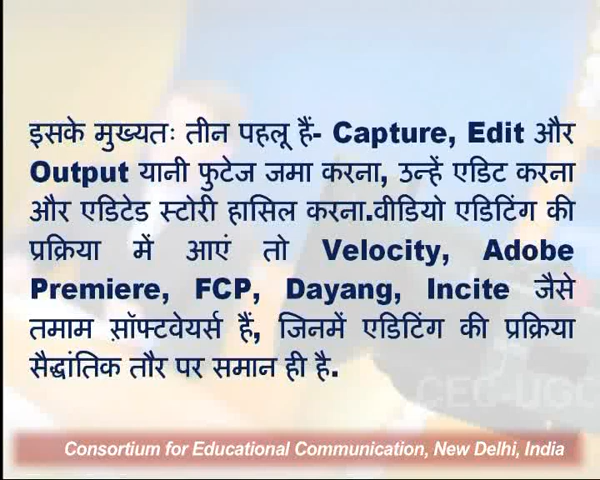 इसके मुख्यतः तीन पहलू हैं- Capture, Edit और
Output यानी फुटेज जमा करना, उन्हें एडिट करना
और एडिटेड स्टोरी हासिल करना.वीडियो एडिटिंग की
प्रक्रिया में आएं तो Velocity, Adobe
Premiere, FCP, Dayang, Incite जैसे
तमाम स़ॉफ्टवेयर्स हैं, जिनमें एडिटिंग की प्रक्रिया
सैद्धांतिक तौर पर समान ही है.
CEC-UGC
Consortium for Educational Communication, New Delhi, India